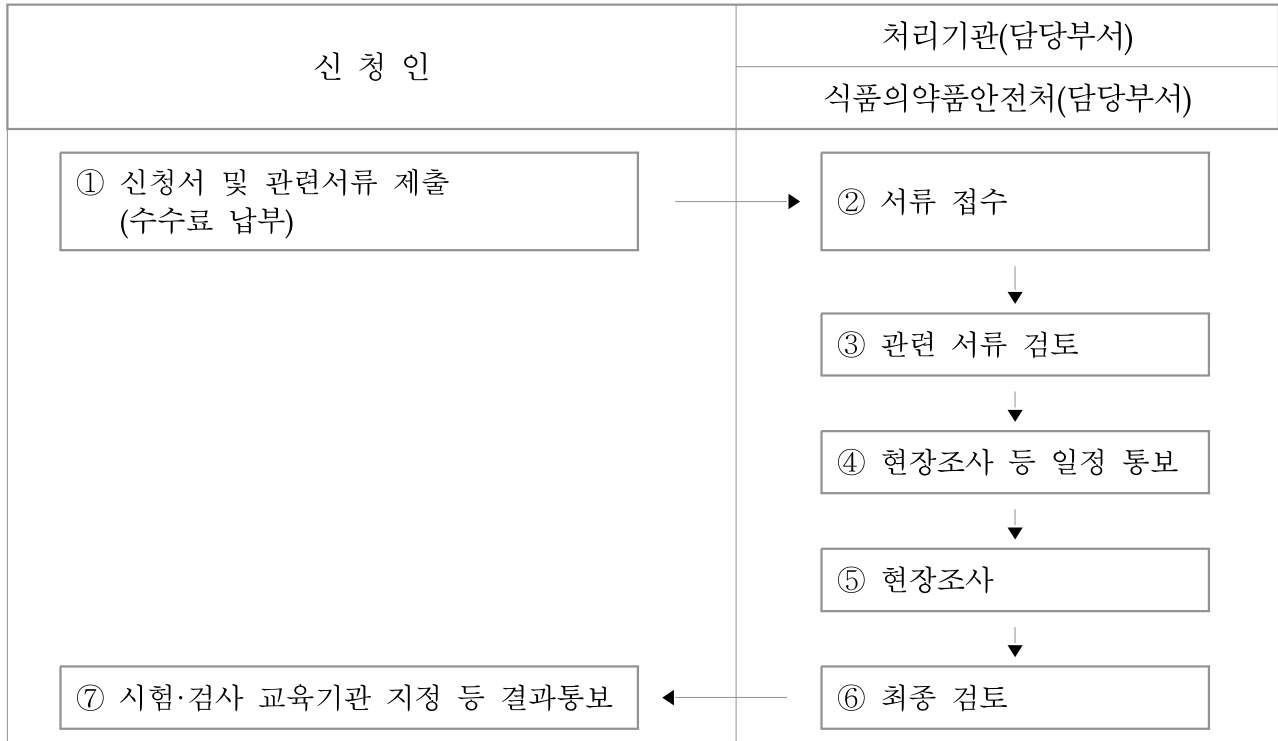 신 청 인
처리기관(담당부서)
식품의약품안전처(담당부서)
① 신청서 및 관련서류 제출
(수수료 납부)
② 서류 접수
③ 관련 서류 검토
④ 현장조사 등 일정 통보
⑤ 현장조사
⑥ 최종 검토
⑦ 시험·검사 교육기관 지정 등 결과통보